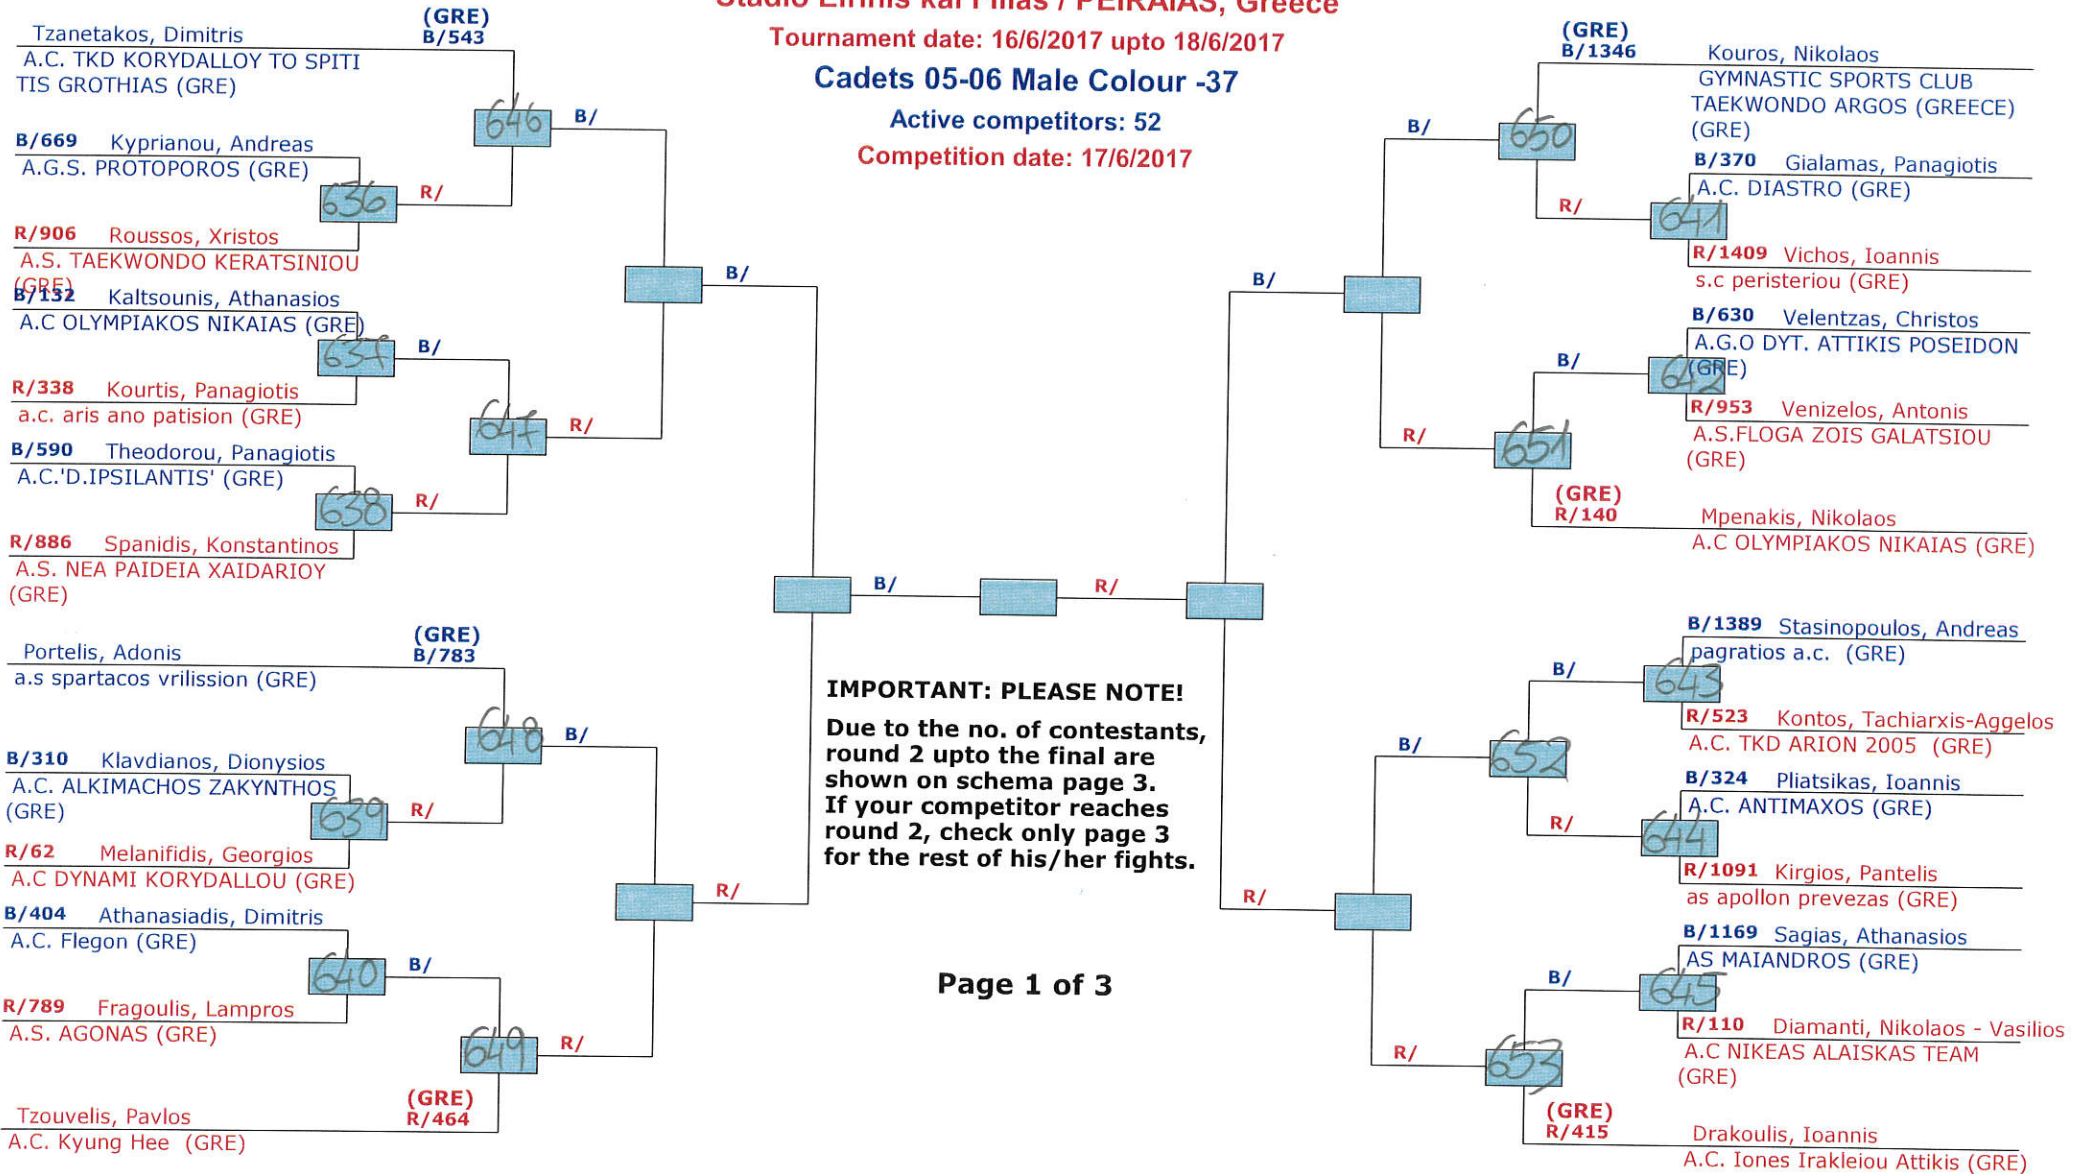 Stadio Eirinis kai Filias / PEIRAIAS, Greece
Tournament date: 16/6/2017 upto 18/6/2017
Cadets 05-06 Male Colour -37
Active competitors: 52
Competition date: 17/6/2017
(GRE)
Tzanetakos, Dimitris B/543
A.C. TKD KORYDALLOY TO SPITI
TIS GROTHIAS (GRE)
646 B/
B/669 Kyprianou, Andreas
A.G.S. PROTOPOROS (GRE)
636 R/
R/906 Roussos, Xristos
A.S. TAEKWONDO KERATSINIOU
(GRE)
B/
B/132 Kaltsounis, Athanasios
A.C OLYMPIAKOS NIKAIAS (GRE)
637 B/
R/338 Kourtis, Panagiotis
a.c. aris ano patision (GRE)
647 R/
B/590 Theodorou, Panagiotis
A.C.'D.IPSILANTIS' (GRE)
638 R/
R/886 Spanidis, Konstantinos
A.S. NEA PAIDEIA XAIDARIOY
(GRE)
B/ R/
(GRE)
Portelis, Adonis B/783
a.s spartacos vrilission (GRE)
648 B/
B/310 Klavdianos, Dionysios
A.C. ALKIMACHOS ZAKYNTHOS
(GRE)
639 R/
R/62 Melanifidis, Georgios
A.C DYNAMI KORYDALLOU (GRE)
R/
B/404 Athanasiadis, Dimitris
A.C. Flegon (GRE)
640 B/
R/789 Fragoulis, Lampros
A.S. AGONAS (GRE)
649 R/
(GRE)
Tzouvelis, Pavlos R/464
A.C. Kyung Hee (GRE)
IMPORTANT: PLEASE NOTE!
Due to the no. of contestants,
round 2 upto the final are
shown on schema page 3.
If your competitor reaches
round 2, check only page 3
for the rest of his/her fights.
Page 1 of 3
(GRE)
B/1346 Kouros, Nikolaos
GYMNASTIC SPORTS CLUB
TAEKWONDO ARGOS (GREECE)
(GRE)
B/ 650
B/370 Gialamas, Panagiotis
A.C. DIASTRO (GRE)
R/ 641
R/1409 Vichos, Ioannis
s.c peristeriou (GRE)
B/
B/630 Velentzas, Christos
A.G.O DYT. ATTIKIS POSEIDON
(GRE)
B/ 642
R/953 Venizelos, Antonis
A.S.FLOGA ZOIS GALATSIOU
(GRE)
R/ 651
(GRE)
R/140 Mpenakis, Nikolaos
A.C OLYMPIAKOS NIKAIAS (GRE)
B/1389 Stasinopoulos, Andreas
pagratios a.c. (GRE)
B/ 643
R/523 Kontos, Tachiarxis-Aggelos
A.C. TKD ARION 2005 (GRE)
B/ 652
B/324 Pliatsikas, Ioannis
A.C. ANTIMAXOS (GRE)
R/ 644
R/1091 Kirgios, Pantelis
as apollon prevezas (GRE)
R/
B/1169 Sagias, Athanasios
AS MAIANDROS (GRE)
B/ 645
R/110 Diamanti, Nikolaos - Vasilios
A.C NIKEAS ALAISKAS TEAM
(GRE)
R/ 653
(GRE)
R/415 Drakoulis, Ioannis
A.C. Iones Irakleiou Attikis (GRE)